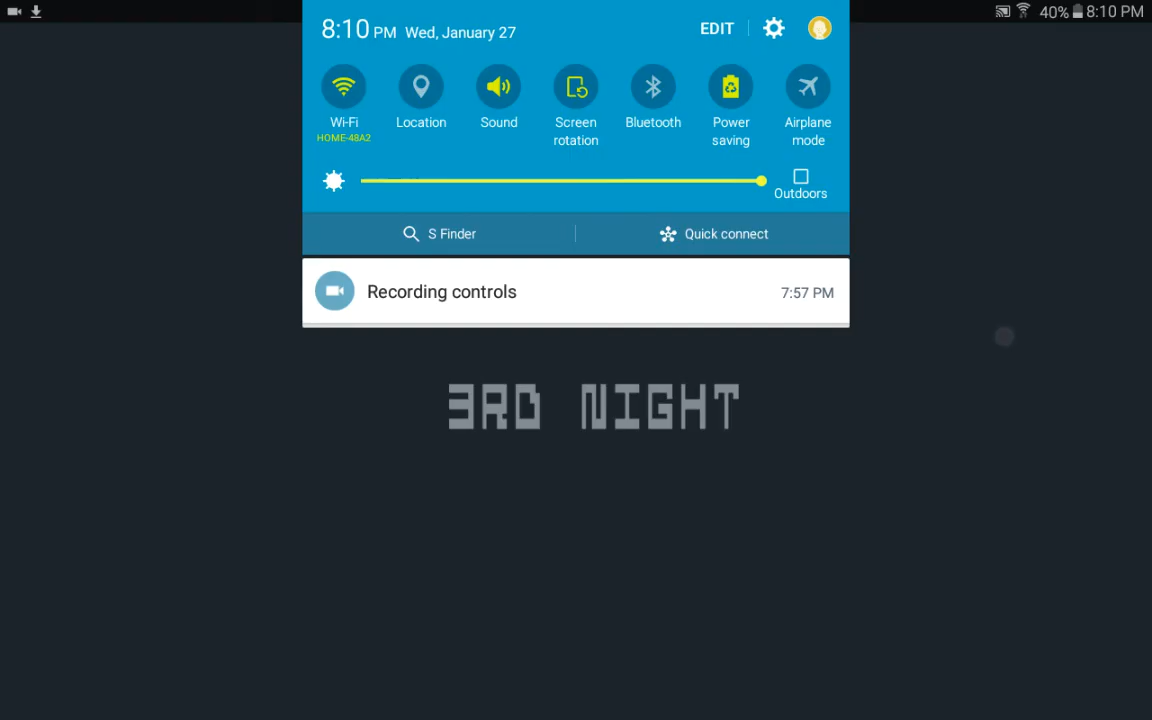 40% 8:10 PM
8:10 PM Wed, January 27 EDIT
Wi-Fi Location Sound Screen rotation Bluetooth Power saving Airplane mode
HOME-48A2
Outdoors
S Finder Quick connect
Recording controls 7:57 PM
3RD NIGHT